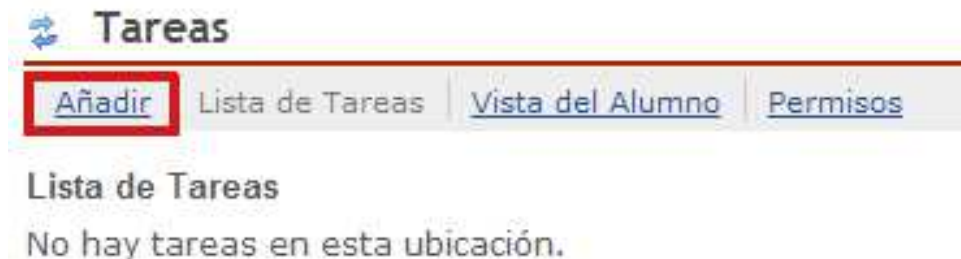 Tareas
Añadir Lista de Tareas Vista del Alumno Permisos
Lista de Tareas
No hay tareas en esta ubicación.